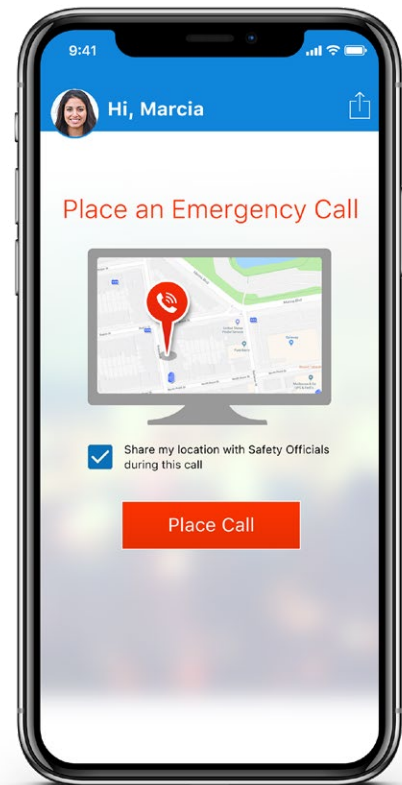 9:41
Hi, Marcia
Place an Emergency Call
Share my location with Safety Officials
during this call
Place Call